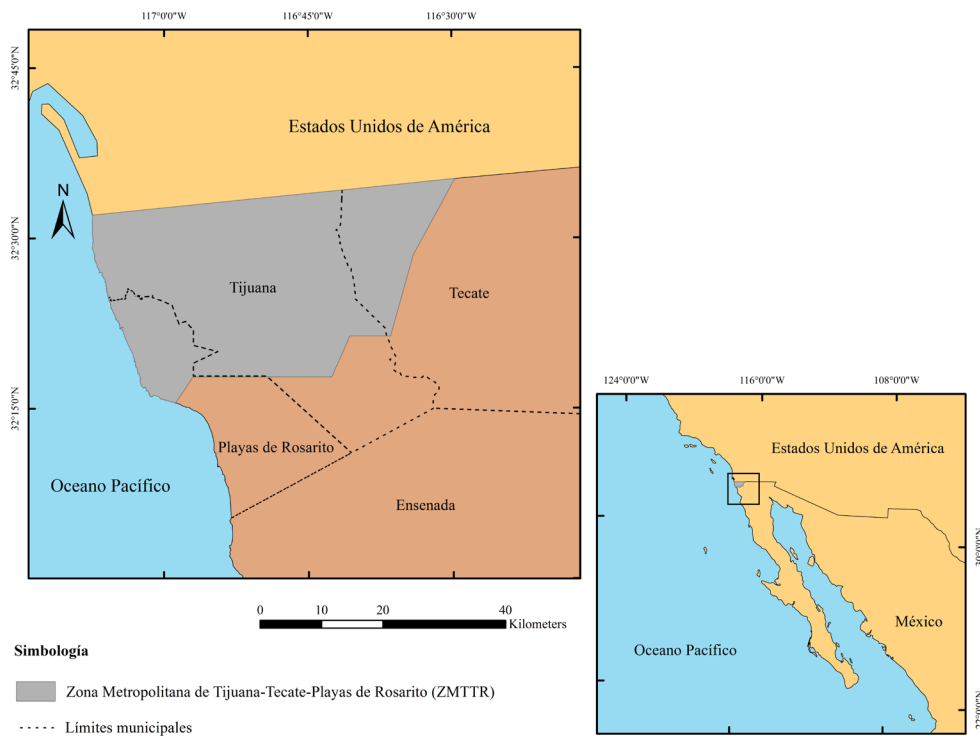 117°0'0"W
116°45'0"W
116°30'0"W
32°45'0"N
Estados Unidos de América
N
32°30'0"N
Tijuana
Tecate
32°15'0"N
Playas de Rosarito
Oceano Pacífico
Ensenada
0 10 20 40
Kilometers
Simbología
Zona Metropolitana de Tijuana-Tecate-Playas de Rosarito (ZMTTR)
Límites municipales
124°0'0"W
116°0'0"W
108°0'0"W
Estados Unidos de América
México
Oceano Pacífico